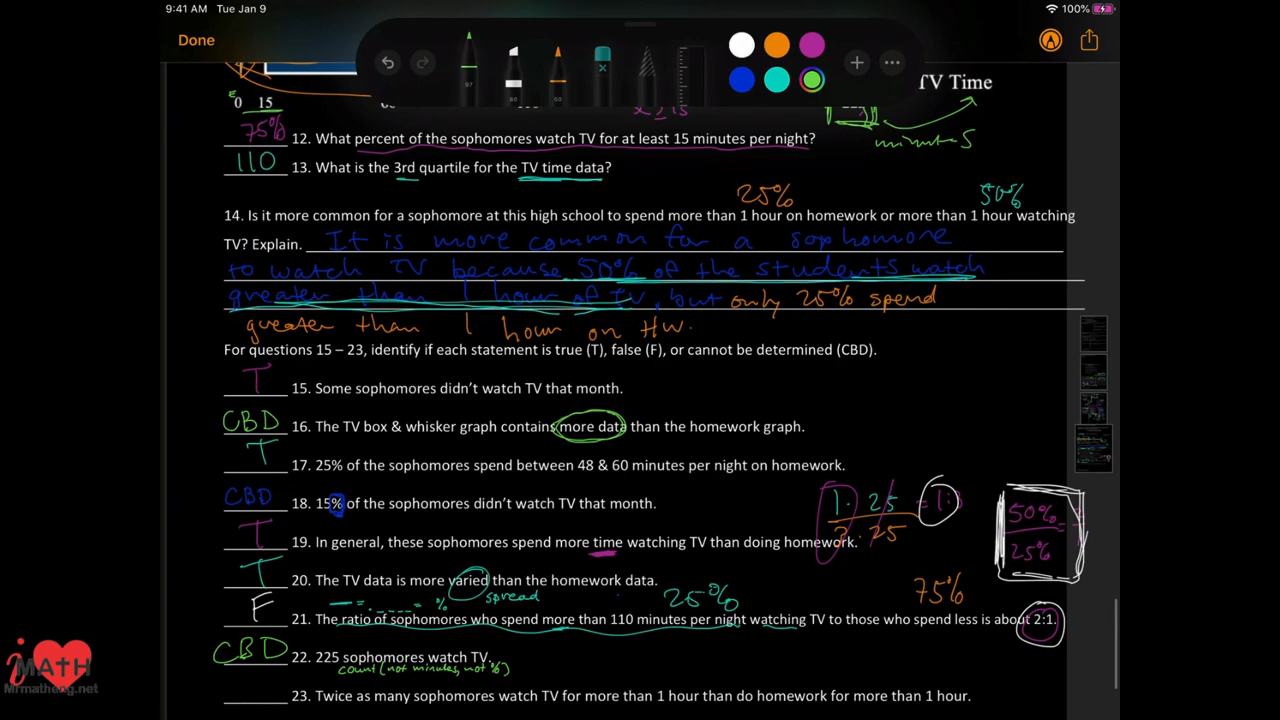 9:41 AM Tue Jan 9
100%
Done
97
80
60
TV Time
0 15
x ≥ 15
minutes
75% 12. What percent of the sophomores watch TV for at least 15 minutes per night?
110 13. What is the 3rd quartile for the TV time data?
25% 50%
14. Is it more common for a sophomore at this high school to spend more than 1 hour on homework or more than 1 hour watching
TV? Explain. It is more common for a sophomore
to watch TV because 50% of the students watch
greater than 1 hour of TV, but only 25% spend
greater than 1 hour on HW.
For questions 15 – 23, identify if each statement is true (T), false (F), or cannot be determined (CBD).
T 15. Some sophomores didn't watch TV that month.
CBD 16. The TV box & whisker graph contains more data than the homework graph.
T 17. 25% of the sophomores spend between 48 & 60 minutes per night on homework.
CBD 18. 15% of the sophomores didn't watch TV that month.
1 · 25 = 1:3
3 · 25
50% =
25%
T 19. In general, these sophomores spend more time watching TV than doing homework.
T 20. The TV data is more varied than the homework data.
spread 25% 75%
F 21. The ratio of sophomores who spend more than 110 minutes per night watching TV to those who spend less is about 2:1.
CBD 22. 225 sophomores watch TV.
count (not minutes, not %)
23. Twice as many sophomores watch TV for more than 1 hour than do homework for more than 1 hour.
iMATH
Mrmatheng.net